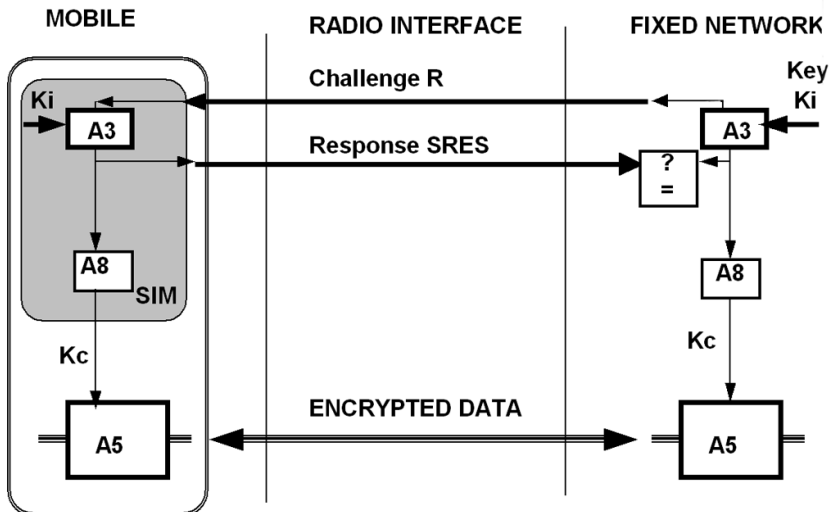 MOBILE
RADIO INTERFACE
FIXED NETWORK
Challenge R
Key
Ki
Ki
A3
A3
Response SRES
?
=
A8
SIM
A8
Kc
Kc
ENCRYPTED DATA
A5
A5